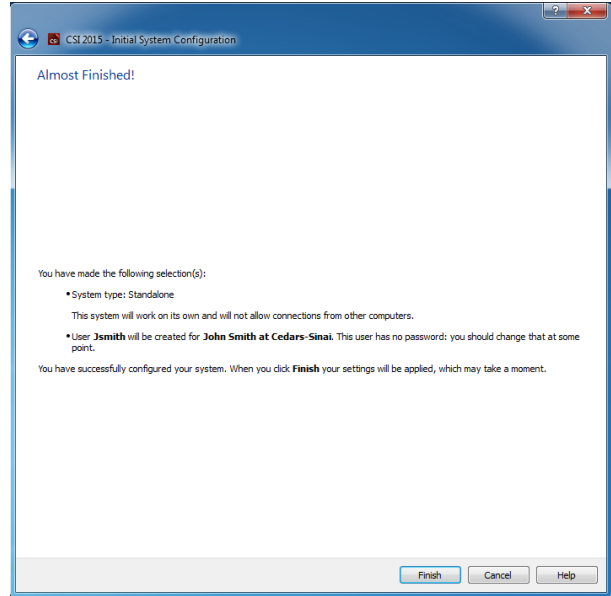 ?
X
CSI
CSI 2015 - Initial System Configuration
Almost Finished!
You have made the following selection(s):
•System type: Standalone
This system will work on its own and will not allow connections from other computers.
•User Jsmith will be created for John Smith at Cedars-Sinai. This user has no password: you should change that at some
point.
You have successfully configured your system. When you click Finish your settings will be applied, which may take a moment.
Finish
Cancel
Help